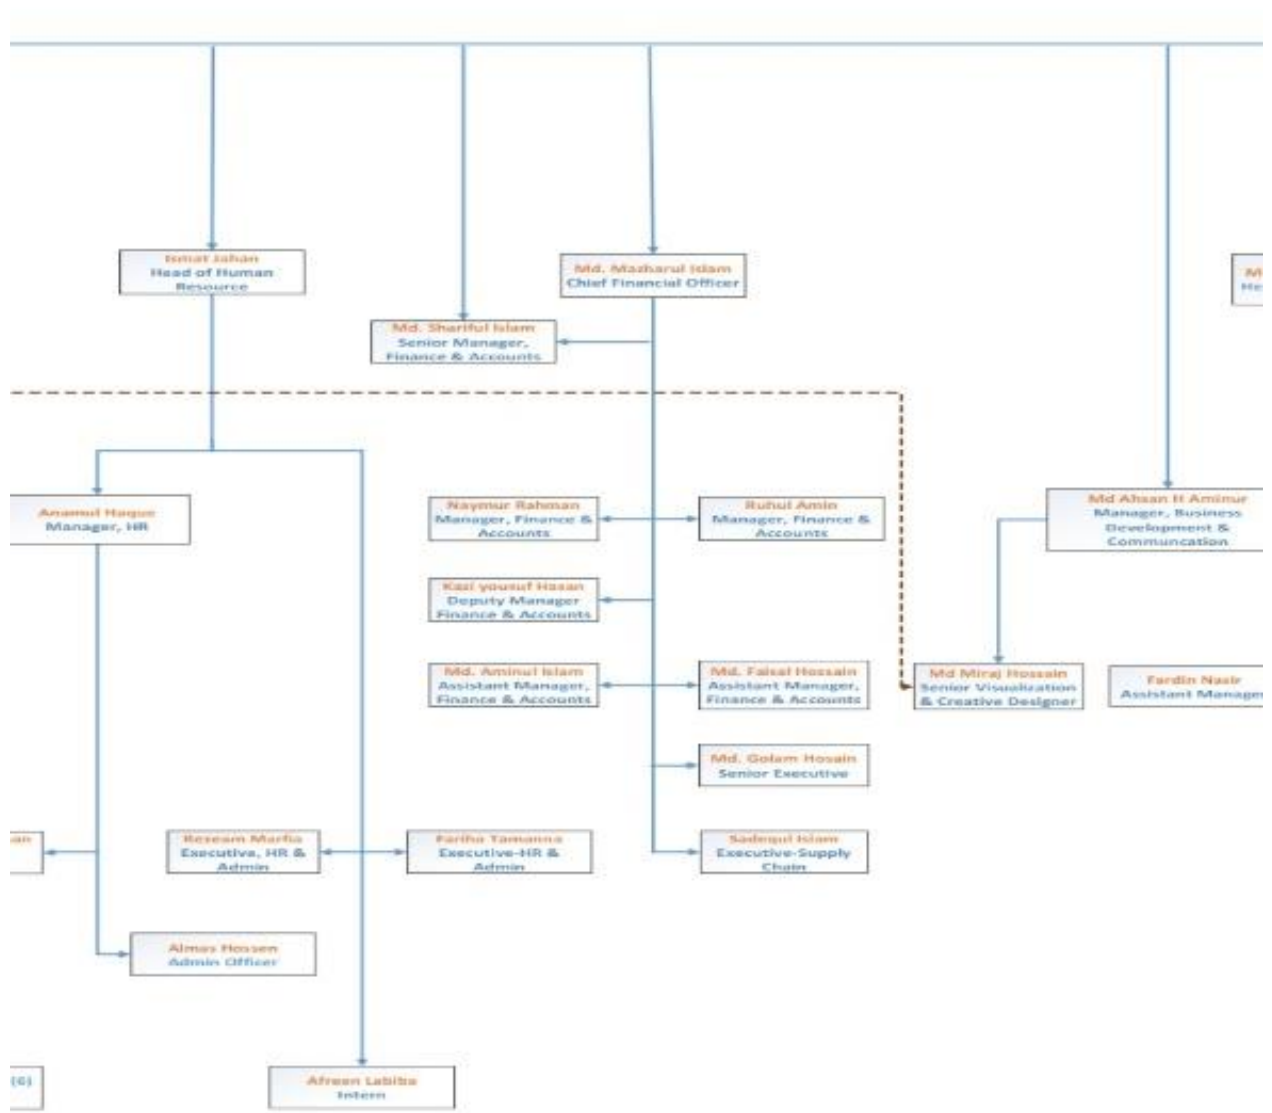 Ismat Jahan
Head of Human
Resource
Md. Mazharul Islam
Chief Financial Officer
Md. Shariful Islam
Senior Manager,
Finance & Accounts
Anamul Haque
Manager, HR
Naymur Rahman
Manager, Finance &
Accounts
Ruhul Amin
Manager, Finance &
Accounts
Md Ahsan Il Aminur
Manager, Business
Development &
Communcation
Kazi yousuf Hasan
Deputy Manager
Finance & Accounts
Md. Aminul Islam
Assistant Manager,
Finance & Accounts
Md. Faisal Hossain
Assistant Manager,
Finance & Accounts
Md Miraj Hossain
Senior Visualization
& Creative Designer
Fardin Nasir
Assistant Manager
Md. Golam Hosain
Senior Executive
Marfia
Executive, HR &
Admin
Fariha Tamanna
Executive-HR &
Admin
Sadequl Islam
Executive-Supply
Chain
Almas Hossen
Admin Officer
(6)
Afreen Labiba
Intern